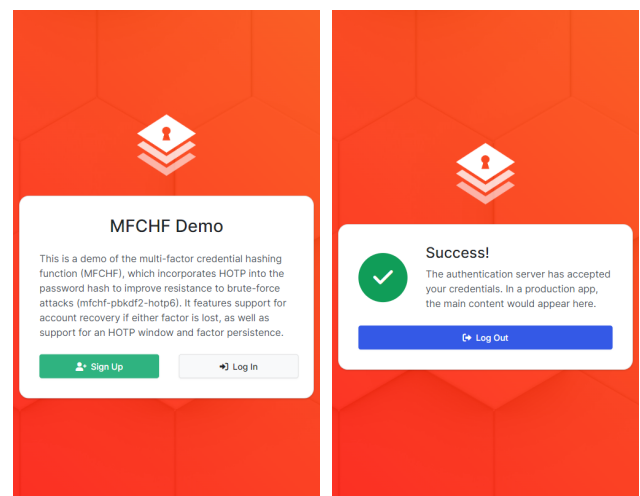 MFCHF Demo
This is a demo of the multi-factor credential hashing
function (MFCHF), which incorporates HOTP into the
password hash to improve resistance to brute-force
attacks (mfchf-pbkdf2-hotp6). It features support for
account recovery if either factor is lost, as well as
support for an HOTP window and factor persistence.
Sign Up
Log In
Success!
The authentication server has accepted
your credentials. In a production app,
the main content would appear here.
Log Out